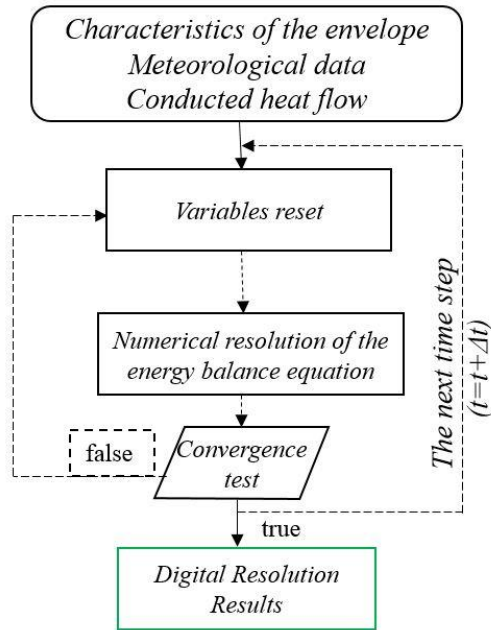 Characteristics of the envelope
Meteorological data
Conducted heat flow
Variables reset
Numerical resolution of the
energy balance equation
The next time step
(t=t+Δt)
false
Convergence
test
true
Digital Resolution
Results